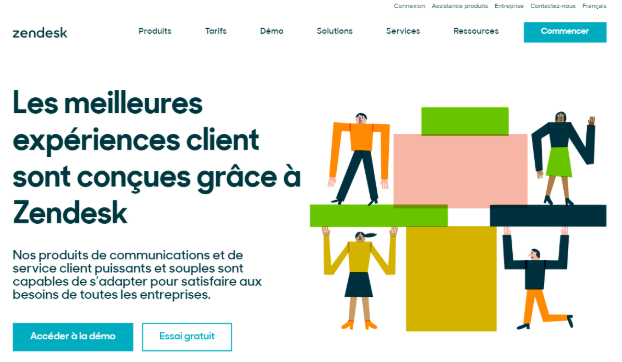 Connexion Assistance produits Entreprise Contactez-nous Français
zendesk Produits Tarifs Démo Solutions Services Ressources Commencer
Les meilleures
expériences client
sont conçues grâce à
Zendesk
Nos produits de communications et de
service client puissants et souples sont
capables de s'adapter pour satisfaire aux
besoins de toutes les entreprises.
Accéder à la démo Essai gratuit